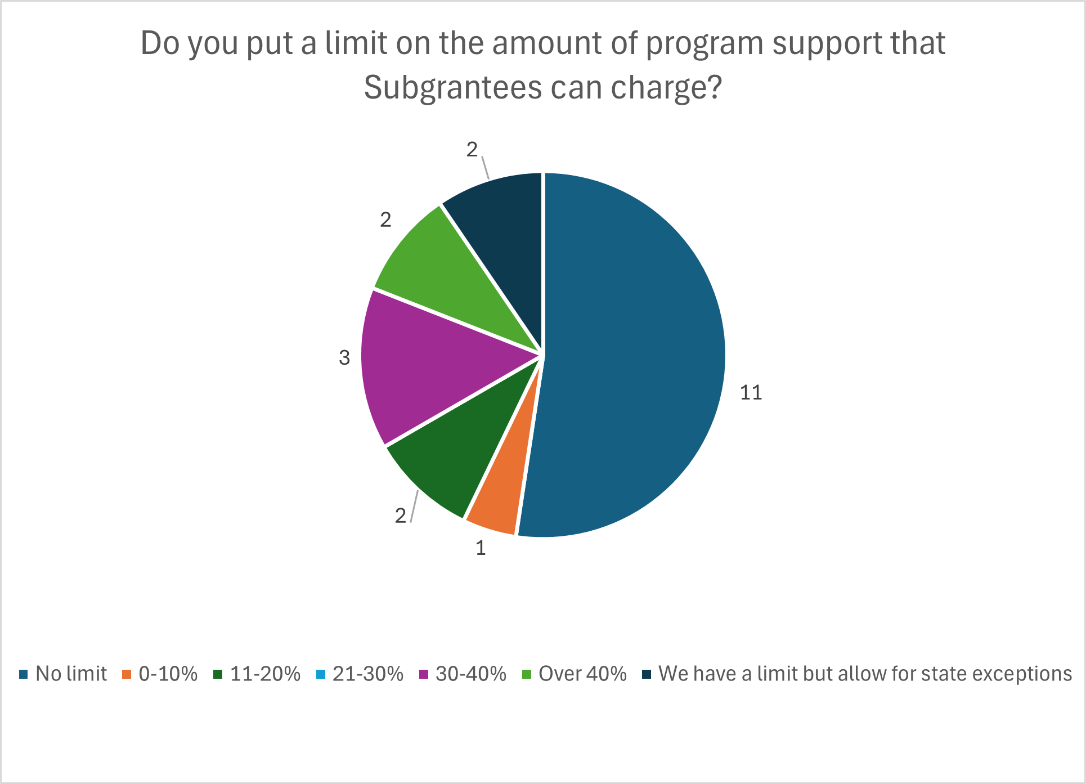 Do you put a limit on the amount of program support that
Subgrantees can charge?
2
2
3
11
2
1
No limit 0-10% 11-20% 21-30% 30-40% Over 40% We have a limit but allow for state exceptions